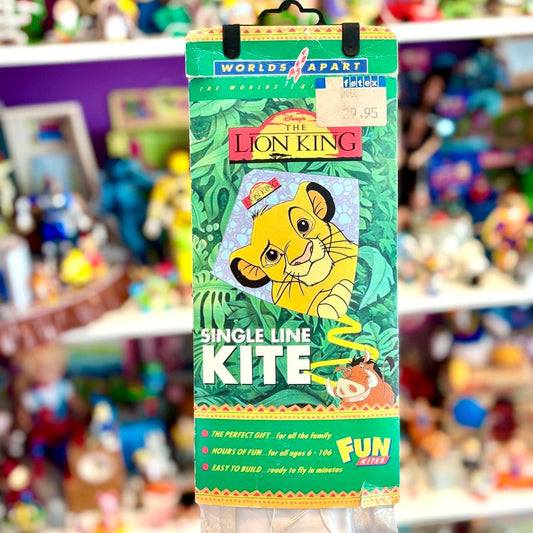 WORLDS APART
THE WORLDS
fotex
29.95
Disney's
THE
LION KING
LION KING
SINGLE LINE
KITE
THE PERFECT GIFT...for all the family
HOURS OF FUN...for all ages 6 - 106
EASY TO BUILD...ready to fly in minutes
FUN
KITES